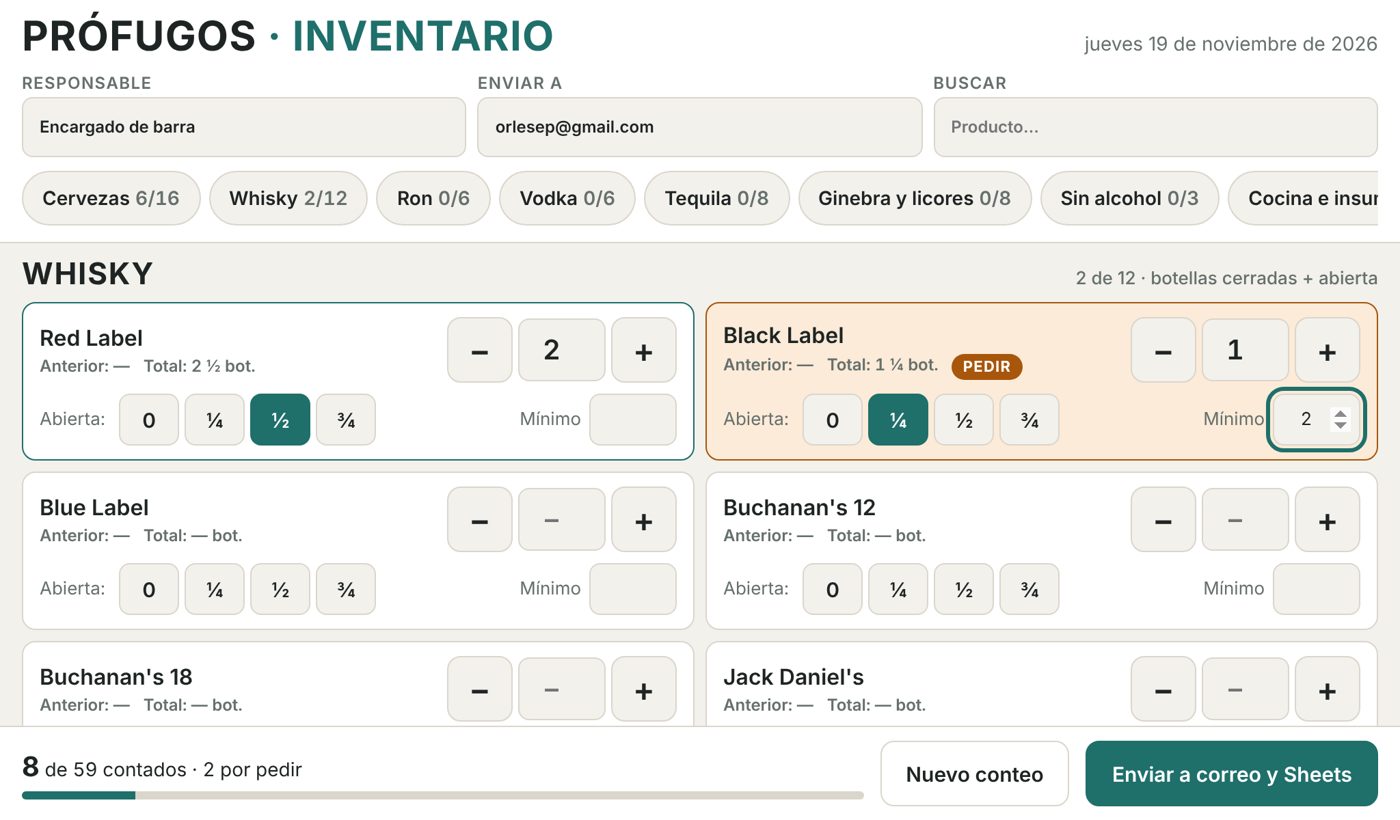 PRÓFUGOS · INVENTARIO
jueves 19 de noviembre de 2026
RESPONSABLE
ENVIAR A
BUSCAR
Encargado de barra
orlesep@gmail.com
Producto...
Cervezas 6/16
Whisky 2/12
Ron 0/6
Vodka 0/6
Tequila 0/8
Ginebra y licores 0/8
Sin alcohol 0/3
Cocina e insur
WHISKY
2 de 12 · botellas cerradas + abierta
Red Label
Anterior: — Total: 2 ½ bot.
− 2 +
Abierta: 0 ¼ ½ ¾
Mínimo
Black Label
Anterior: — Total: 1 ¼ bot. PEDIR
− 1 +
Abierta: 0 ¼ ½ ¾
Mínimo 2
Blue Label
Anterior: — Total: — bot.
− – +
Abierta: 0 ¼ ½ ¾
Mínimo
Buchanan's 12
Anterior: — Total: — bot.
− – +
Abierta: 0 ¼ ½ ¾
Mínimo
Buchanan's 18
Anterior: — Total: — bot.
− – +
Jack Daniel's
Anterior: — Total: — bot.
− – +
8 de 59 contados · 2 por pedir
Nuevo conteo
Enviar a correo y Sheets